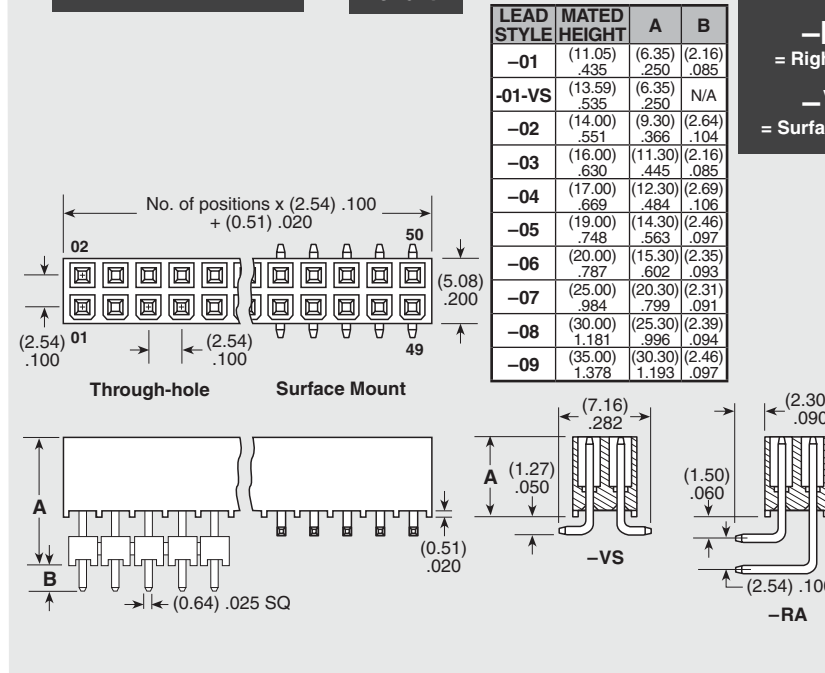 LEAD STYLE MATED HEIGHT A B
–01 (11.05) .435 (6.35) .250 (2.16) .085
-01-VS (13.59) .535 (6.35) .250 N/A
–02 (14.00) .551 (9.30) .366 (2.64) .104
–03 (16.00) .630 (11.30) .445 (2.16) .085
–04 (17.00) .669 (12.30) .484 (2.69) .106
–05 (19.00) .748 (14.30) .563 (2.46) .097
–06 (20.00) .787 (15.30) .602 (2.35) .093
–07 (25.00) .984 (20.30) .799 (2.31) .091
–08 (30.00) 1.181 (25.30) .996 (2.39) .094
–09 (35.00) 1.378 (30.30) 1.193 (2.46) .097
= Righ
= Surfa
No. of positions x (2.54) .100
+ (0.51) .020
02
50
(5.08)
.200
(2.54)
.100
01
(2.54)
.100
49
Through-hole
Surface Mount
A
B
(0.64) .025 SQ
(0.51)
.020
(7.16)
.282
A
(1.27)
.050
–VS
(2.30
.090
(1.50)
.060
(2.54) .100
–RA